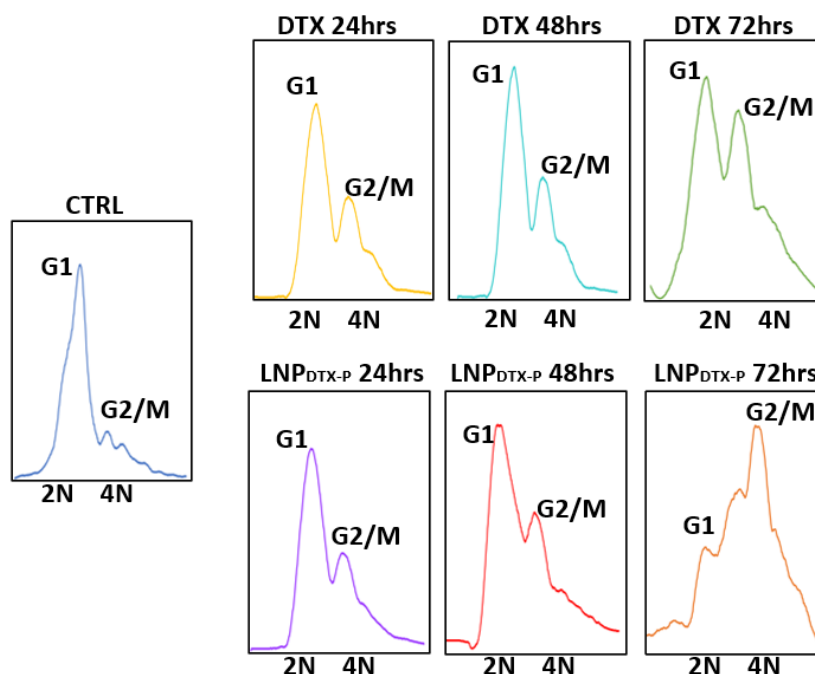 DTX 24hrs
DTX 48hrs
DTX 72hrs
G1
G2/M
2N 4N
G1
G2/M
2N 4N
G1
G2/M
2N 4N
CTRL
G1
G2/M
2N 4N
LNPDTX-P 24hrs
LNPDTX-P 48hrs
LNPDTX-P 72hrs
G1
G2/M
2N 4N
G1
G2/M
2N 4N
G2/M
G1
2N 4N